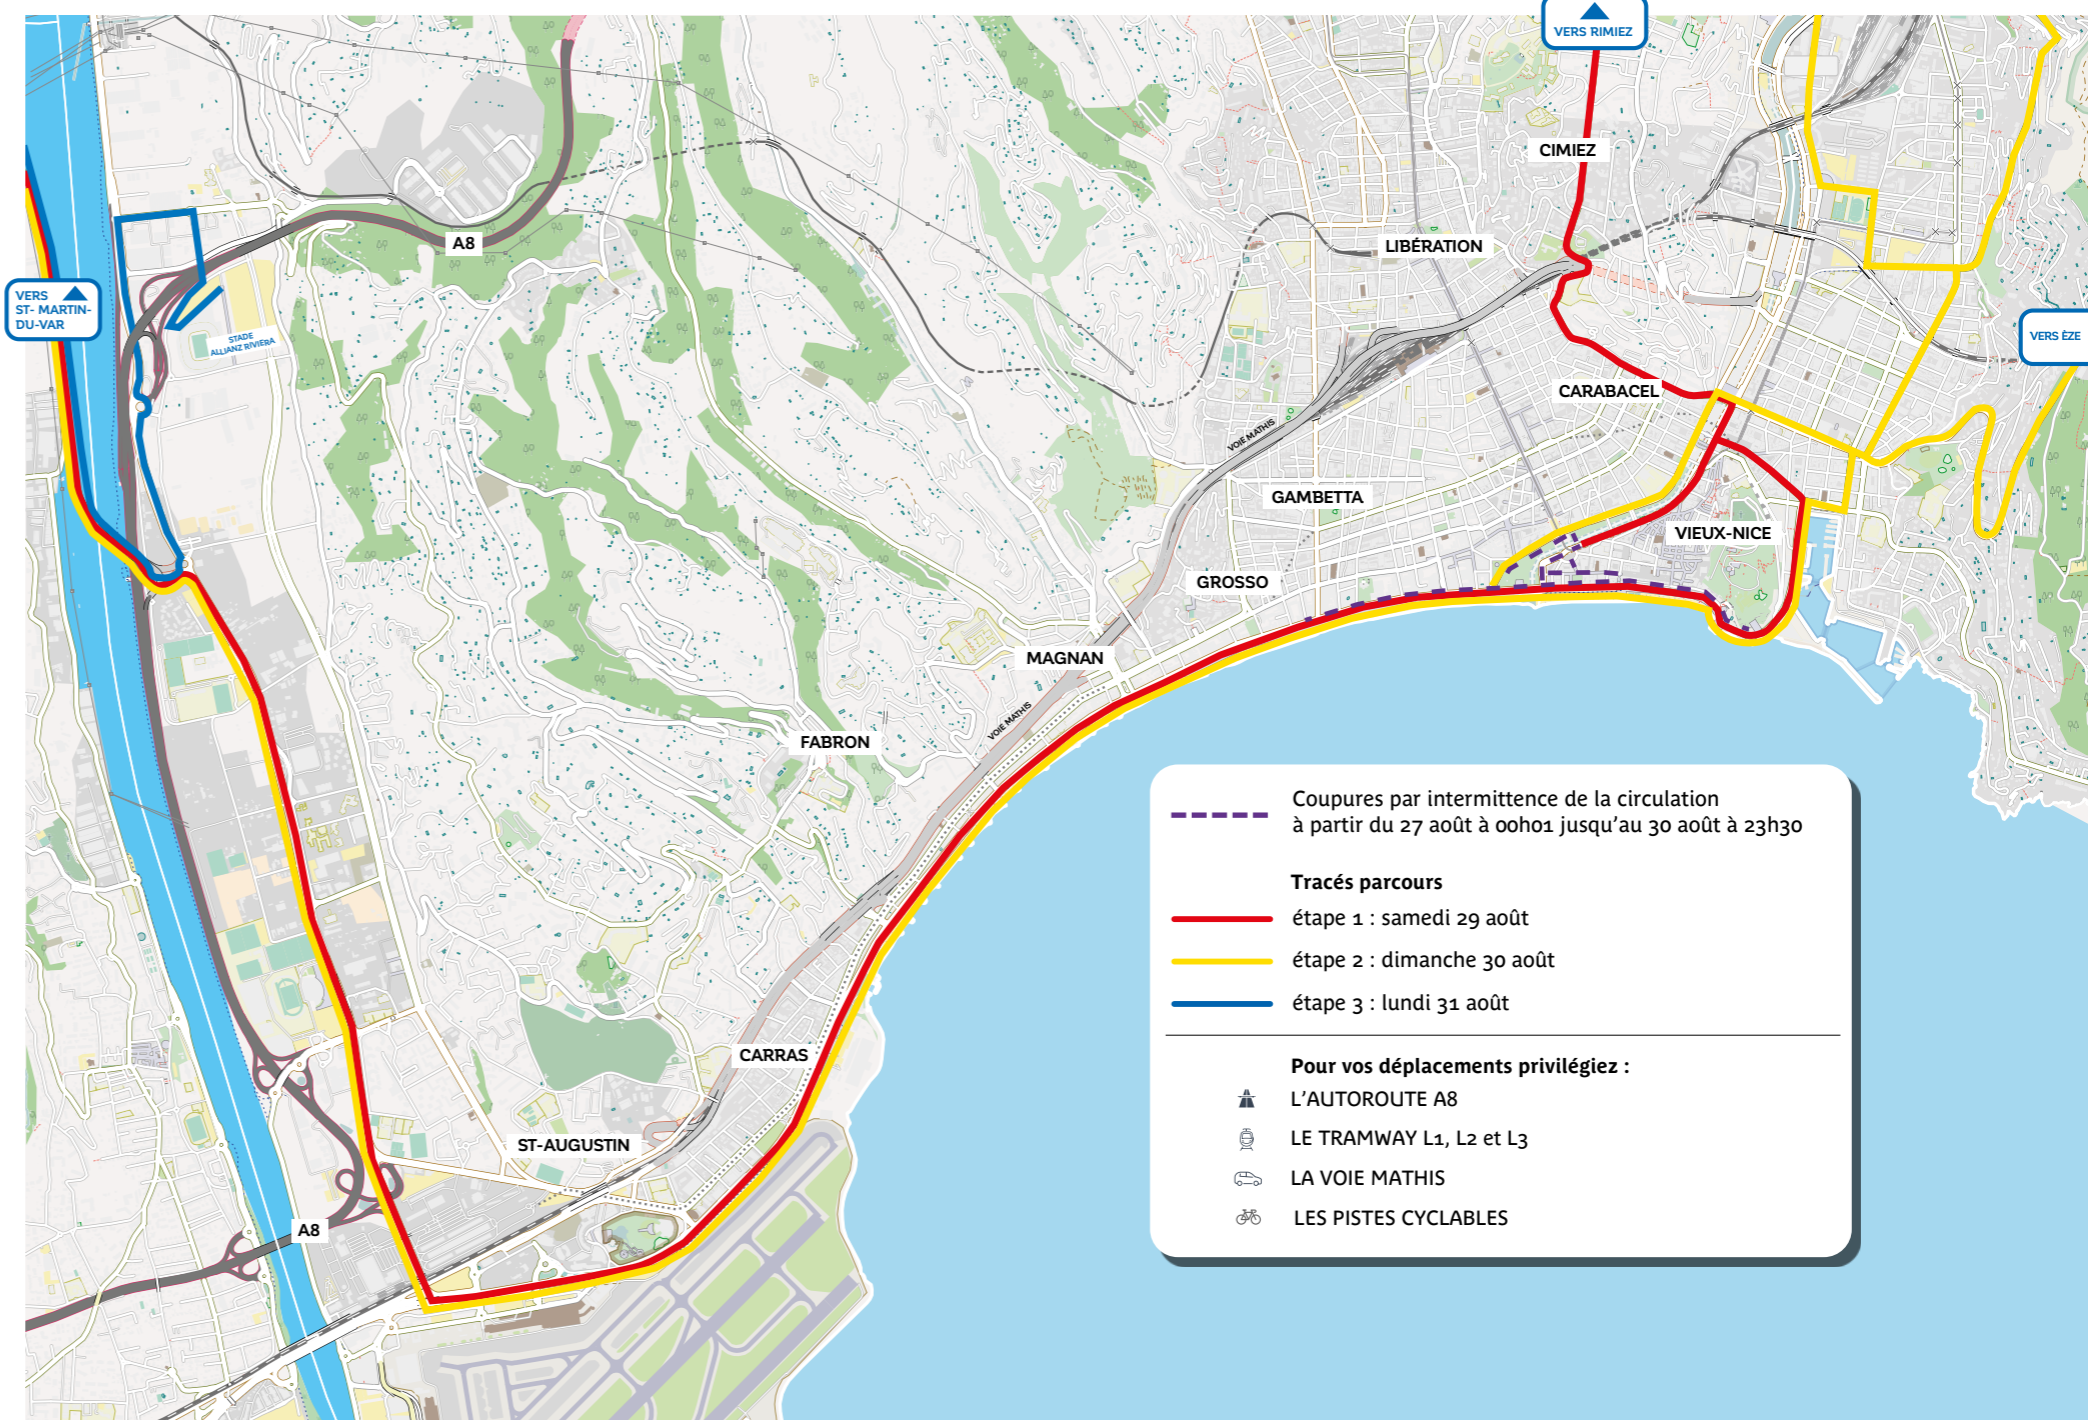 VERS RIMIEZ
CIMIEZ
A8
LIBÉRATION
VERS
ST- MARTIN-
DU-VAR
STADE
ALLIANZ RIVIERA
VERS ÈZE
CARABACEL
VOIE MATHIS
GAMBETTA
VIEUX-NICE
GROSSO
MAGNAN
VOIE MATHIS
FABRON
CARRAS
ST-AUGUSTIN
A8
Coupures par intermittence de la circulation
à partir du 27 août à 00h01 jusqu'au 30 août à 23h30
Tracés parcours
étape 1 : samedi 29 août
étape 2 : dimanche 30 août
étape 3 : lundi 31 août
Pour vos déplacements privilégiez :
L'AUTOROUTE A8
LE TRAMWAY L1, L2 et L3
LA VOIE MATHIS
LES PISTES CYCLABLES